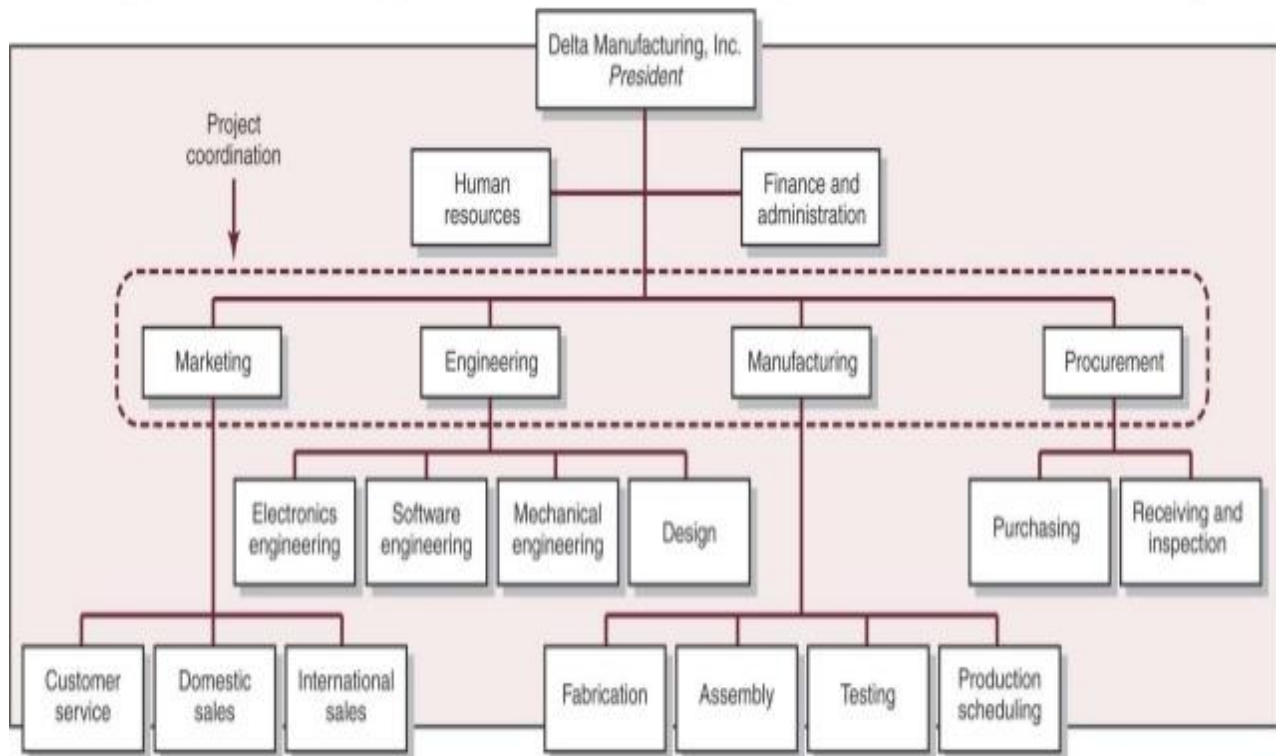 Delta Manufacturing, Inc.
President
Project
coordination
Human
resources
Finance and
administration
Marketing
Engineering
Manufacturing
Procurement
Electronics
engineering
Software
engineering
Mechanical
engineering
Design
Purchasing
Receiving and
inspection
Customer
service
Domestic
sales
International
sales
Fabrication
Assembly
Testing
Production
scheduling